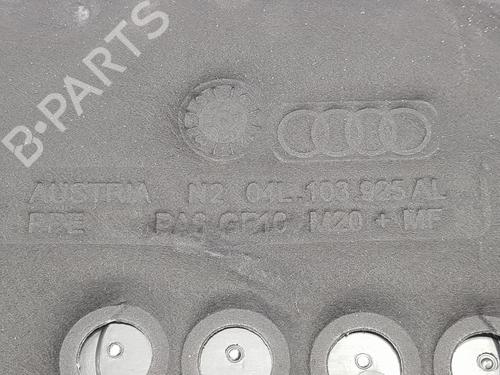 B-PARTS
AUSTRIA N2 04L.103.925 AL
PPE PA6 GF10 M20 + MF